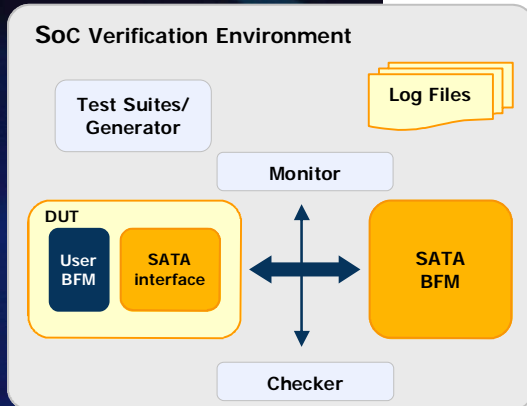 SoC Verification Environment
Test Suites/
Generator
Log Files
Monitor
DUT
User
BFM
SATA
interface
SATA
BFM
Checker